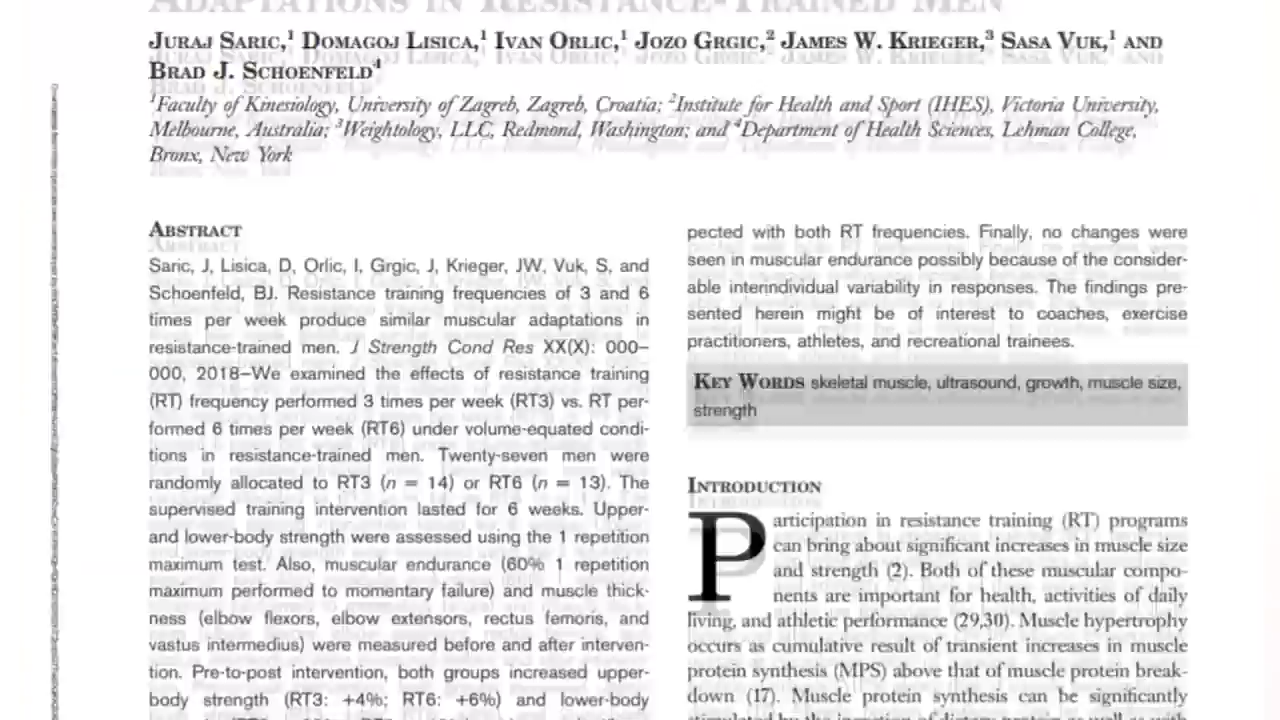 ADAPTATIONS IN RESISTANCE-TRAINED MEN
JURAJ SARIC,¹ DOMAGOJ LISICA,¹ IVAN ORLIC,¹ JOZO GRGIC,² JAMES W. KRIEGER,³ SASA VUK,¹ AND
BRAD J. SCHOENFELD⁴
¹Faculty of Kinesiology, University of Zagreb, Zagreb, Croatia; ²Institute for Health and Sport (IHES), Victoria University,
Melbourne, Australia; ³Weightology, LLC, Redmond, Washington; and ⁴Department of Health Sciences, Lehman College,
Bronx, New York
ABSTRACT
Saric, J, Lisica, D, Orlic, I, Grgic, J, Krieger, JW, Vuk, S, and
Schoenfeld, BJ. Resistance training frequencies of 3 and 6
times per week produce similar muscular adaptations in
resistance-trained men. J Strength Cond Res XX(X): 000–
000, 2018—We examined the effects of resistance training
(RT) frequency performed 3 times per week (RT3) vs. RT per-
formed 6 times per week (RT6) under volume-equated condi-
tions in resistance-trained men. Twenty-seven men were
randomly allocated to RT3 (n = 14) or RT6 (n = 13). The
supervised training intervention lasted for 6 weeks. Upper-
and lower-body strength were assessed using the 1 repetition
maximum test. Also, muscular endurance (60% 1 repetition
maximum performed to momentary failure) and muscle thick-
ness (elbow flexors, elbow extensors, rectus femoris, and
vastus intermedius) were measured before and after interven-
tion. Pre-to-post intervention, both groups increased upper-
body strength (RT3: +4%; RT6: +6%) and lower-body
pected with both RT frequencies. Finally, no changes were
seen in muscular endurance possibly because of the consider-
able interindividual variability in responses. The findings pre-
sented herein might be of interest to coaches, exercise
practitioners, athletes, and recreational trainees.
KEY WORDS skeletal muscle, ultrasound, growth, muscle size,
strength
INTRODUCTION
Participation in resistance training (RT) programs
can bring about significant increases in muscle size
and strength (2). Both of these muscular compo-
nents are important for health, activities of daily
living, and athletic performance (29,30). Muscle hypertrophy
occurs as cumulative result of transient increases in muscle
protein synthesis (MPS) above that of muscle protein break-
down (17). Muscle protein synthesis can be significantly